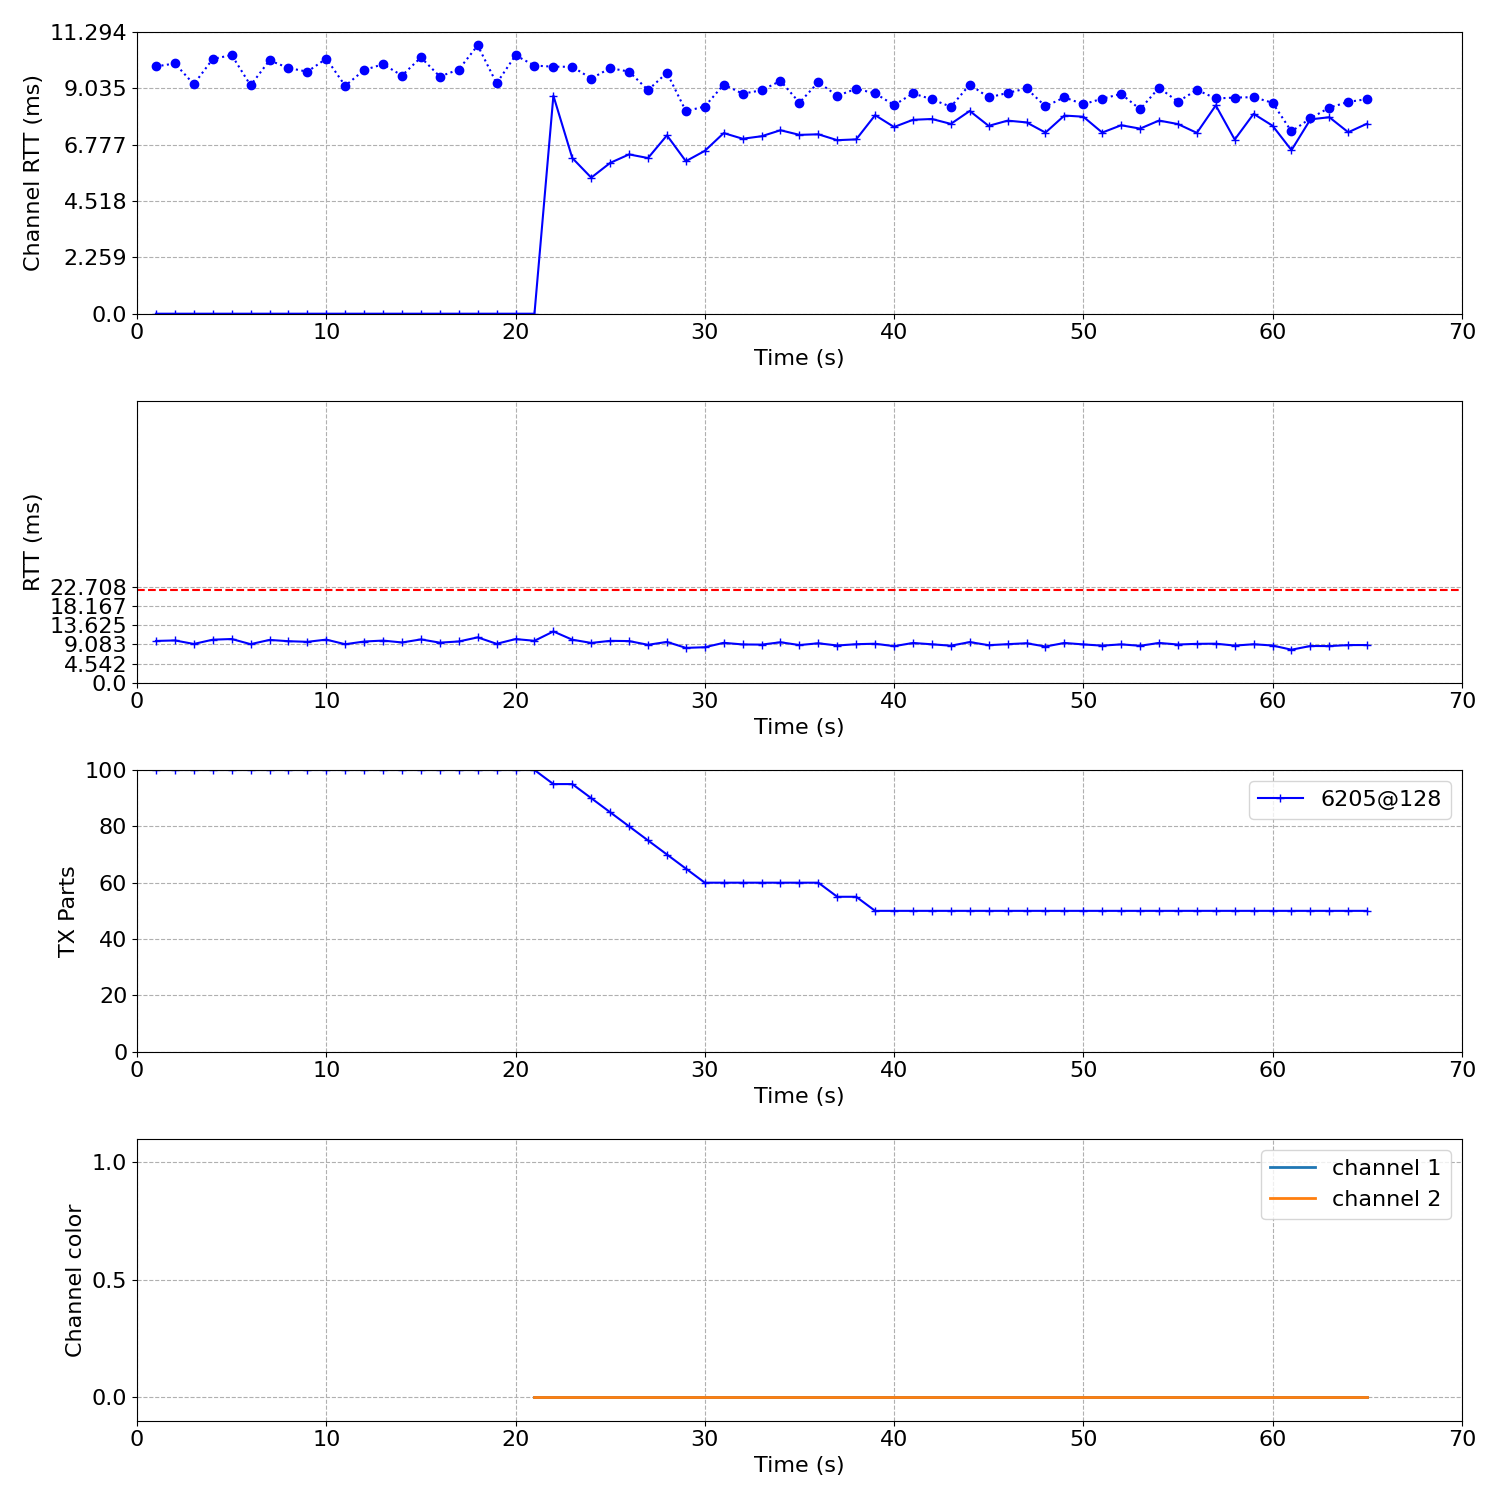 11.294
9.035
6.777
4.518
2.259
0.0
Channel RTT (ms)
0 10 20 30 40 50 60 70
Time (s)
22.708
18.167
13.625
9.083
4.542
0.0
RTT (ms)
0 10 20 30 40 50 60 70
Time (s)
100
80
60
40
20
0
TX Parts
6205@128
0 10 20 30 40 50 60 70
Time (s)
1.0
0.5
0.0
Channel color
channel 1
channel 2
0 10 20 30 40 50 60 70
Time (s)